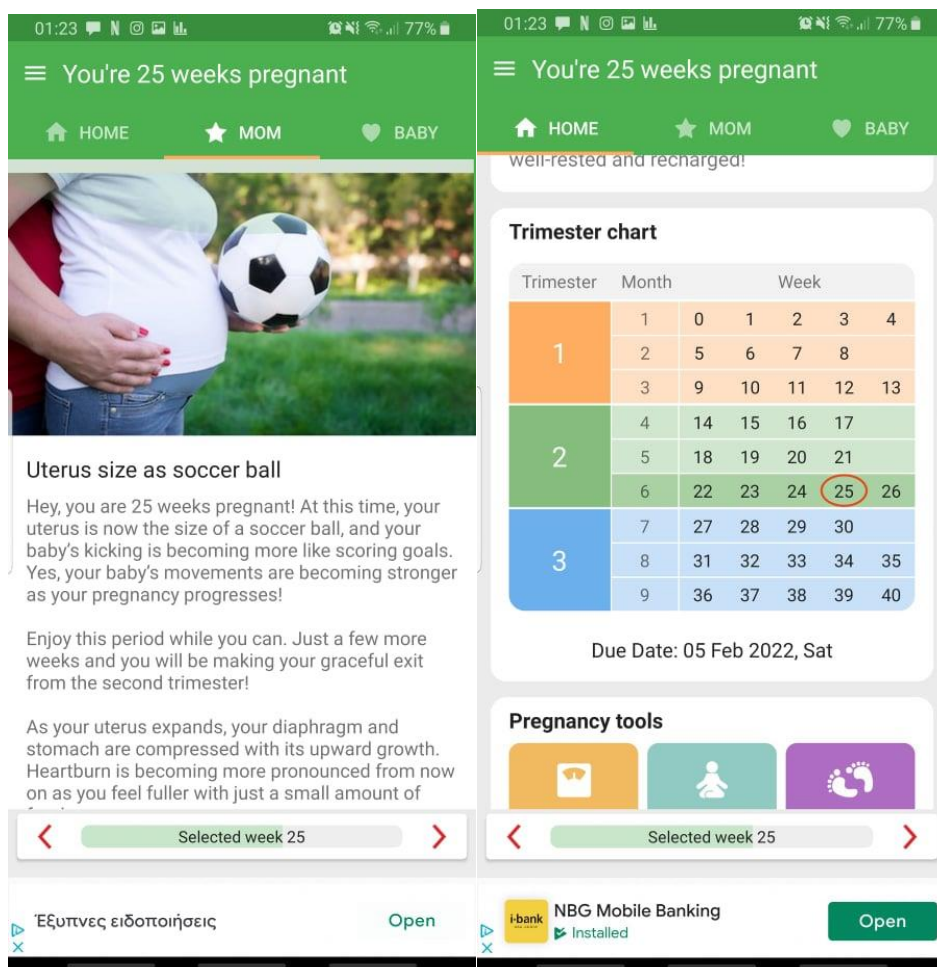 01:23 77%
You're 25 weeks pregnant
HOME MOM BABY
Uterus size as soccer ball
Hey, you are 25 weeks pregnant! At this time, your
uterus is now the size of a soccer ball, and your
baby's kicking is becoming more like scoring goals.
Yes, your baby's movements are becoming stronger
as your pregnancy progresses!
Enjoy this period while you can. Just a few more
weeks and you will be making your graceful exit
from the second trimester!
As your uterus expands, your diaphragm and
stomach are compressed with its upward growth.
Heartburn is becoming more pronounced from now
on as you feel fuller with just a small amount of
Selected week 25
Έξυπνες ειδοποιήσεις Open
01:23 77%
You're 25 weeks pregnant
HOME MOM BABY
well-rested and recharged!
Trimester chart
Trimester Month Week
1 1 0 1 2 3 4
2 5 6 7 8
3 9 10 11 12 13
2 4 14 15 16 17
5 18 19 20 21
6 22 23 24 25 26
3 7 27 28 29 30
8 31 32 33 34 35
9 36 37 38 39 40
Due Date: 05 Feb 2022, Sat
Pregnancy tools
Selected week 25
i-bank NBG Mobile Banking
Installed
Open